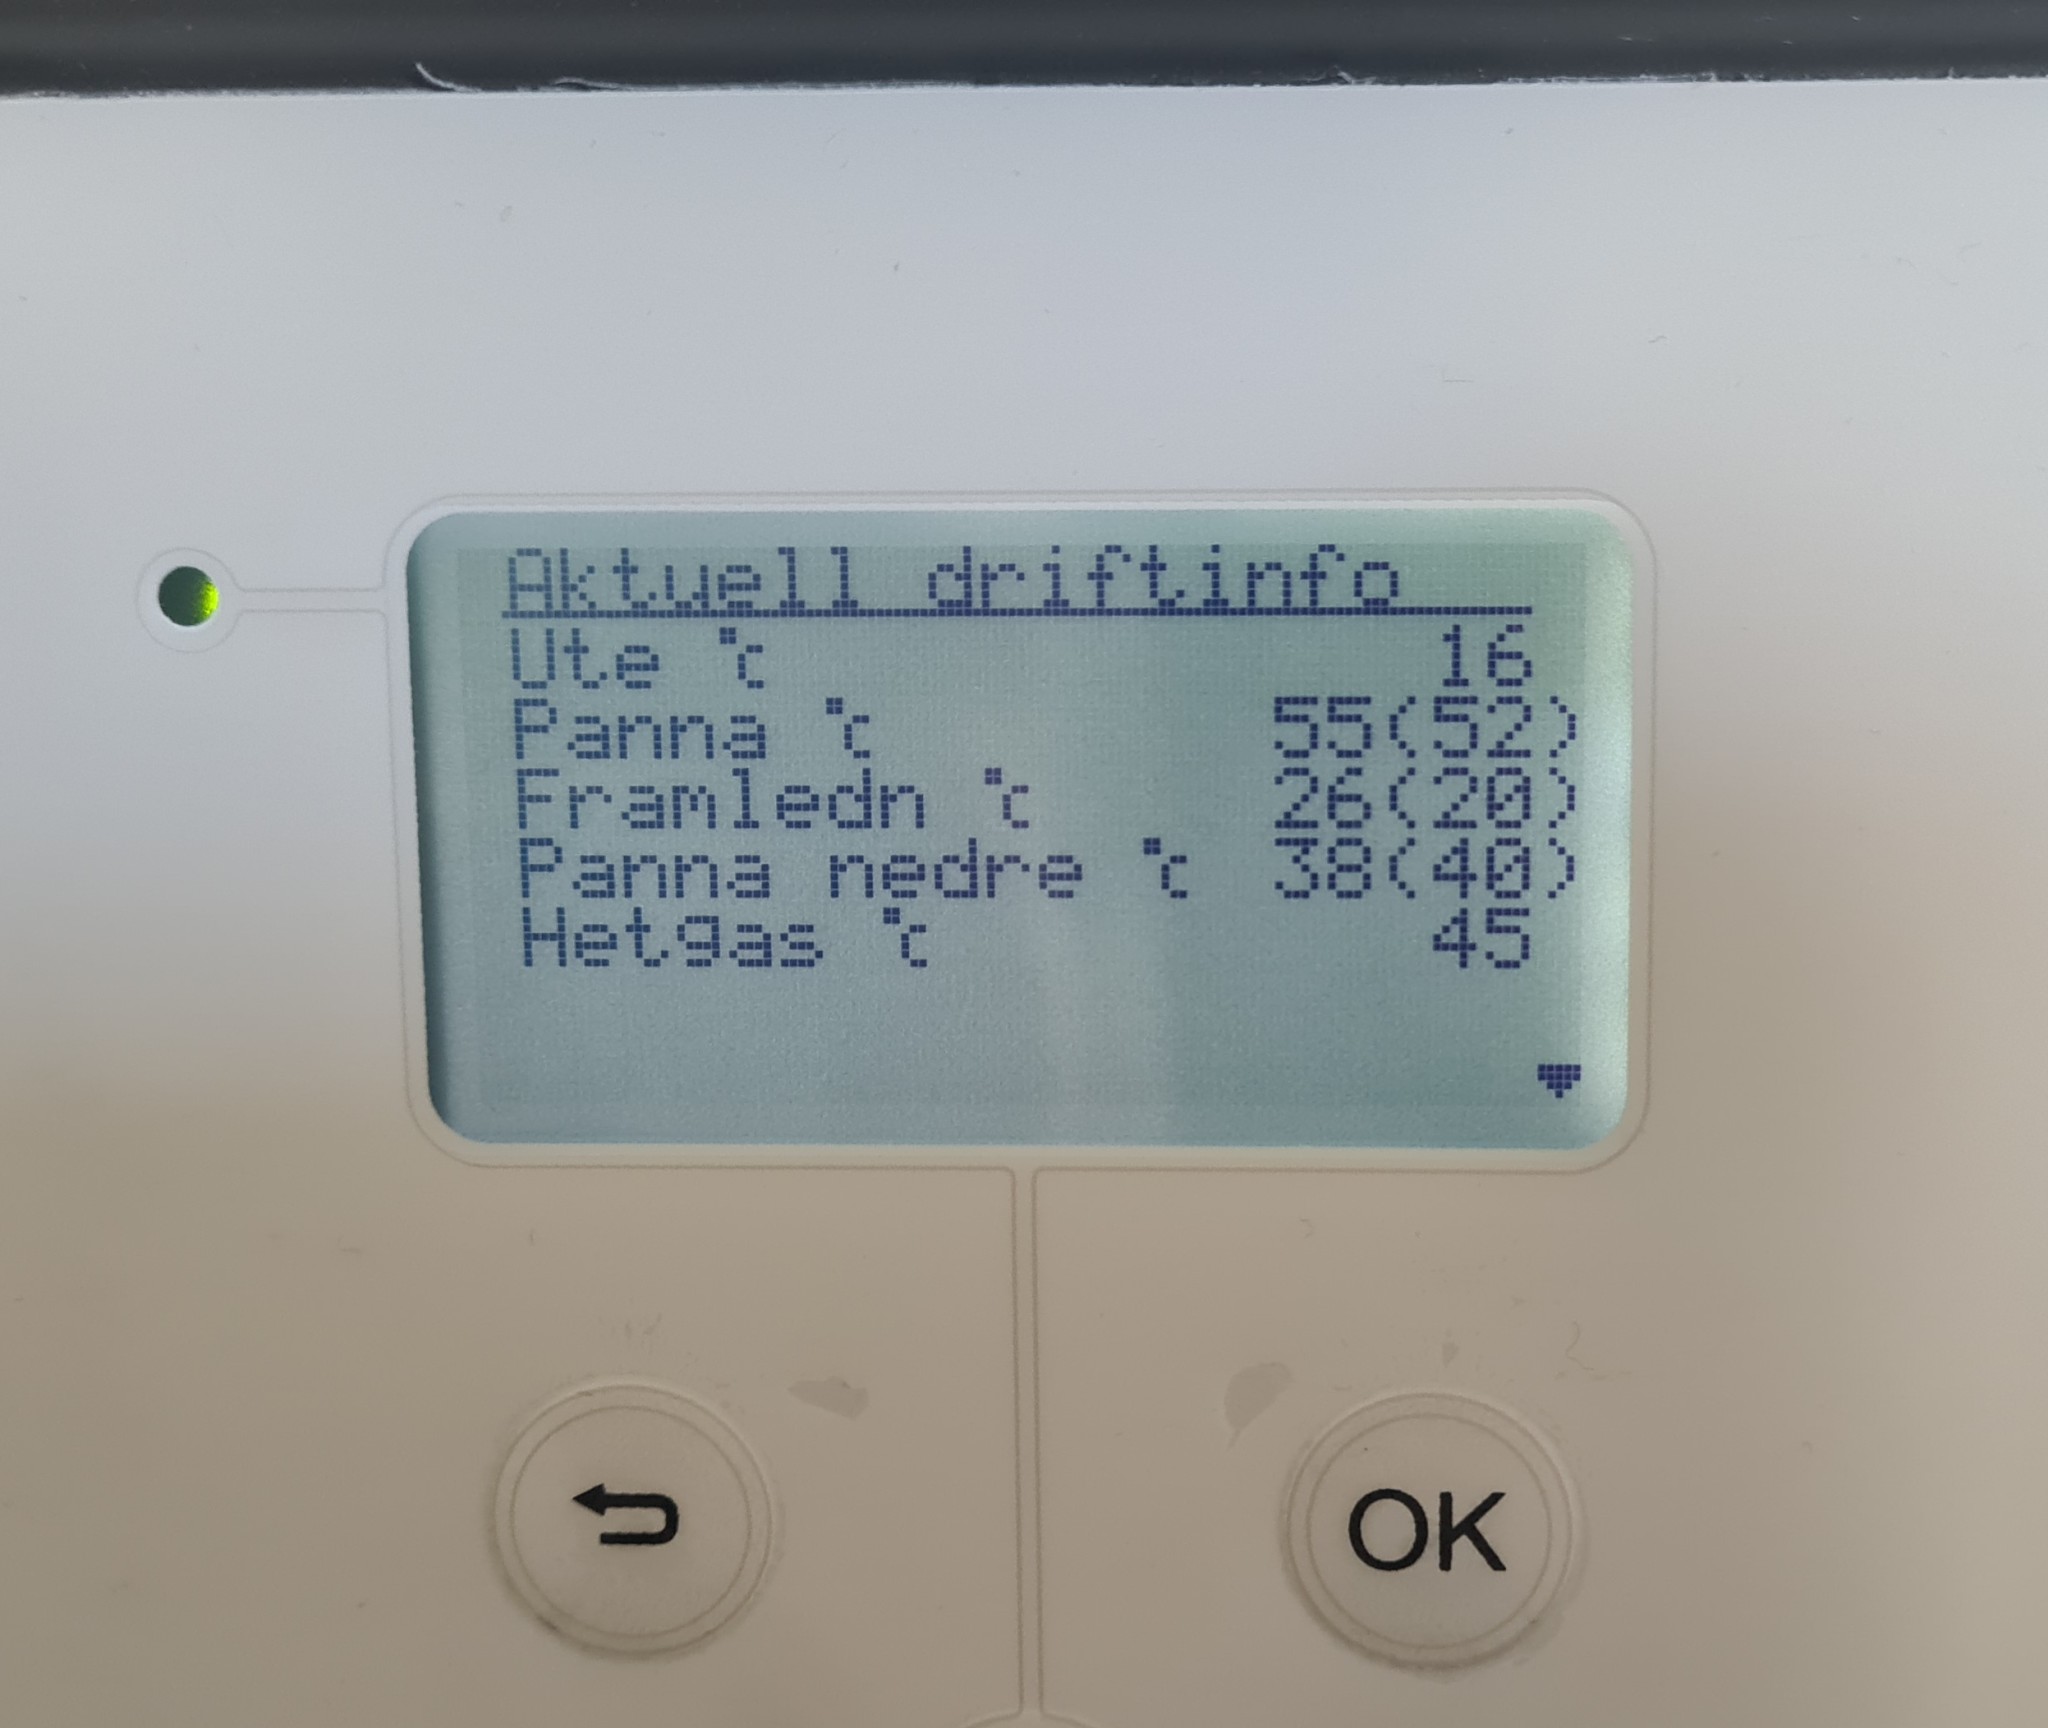 Aktuell driftinfo
Ute °C 16
Panna °C 55(52)
Framledn °C 26(20)
Panna nedre °C 38(40)
Hetgas °C 45
OK